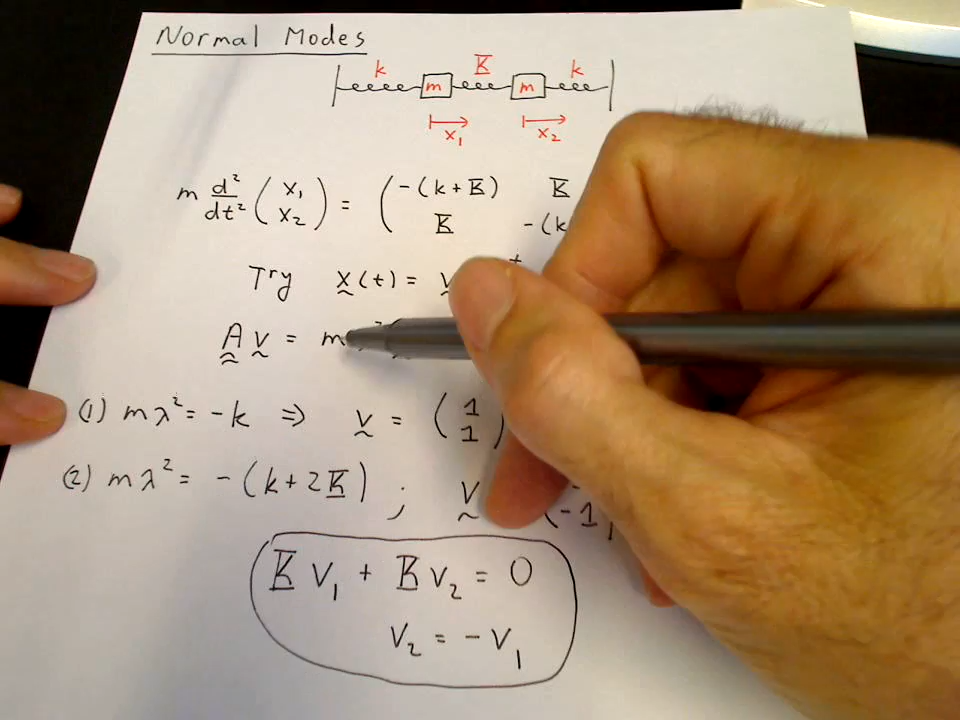 Normal Modes
k K k
m m
x₁ x₂
m d²/dt² (x₁ x₂) = (-(k+K) K
K -(k
Try x(t) = v
A v = m
(1) mλ² = -k ⇒ v = (1 1)
(2) mλ² = -(k+2K) ; v (-1)
K v₁ + K v₂ = 0
v₂ = - v₁